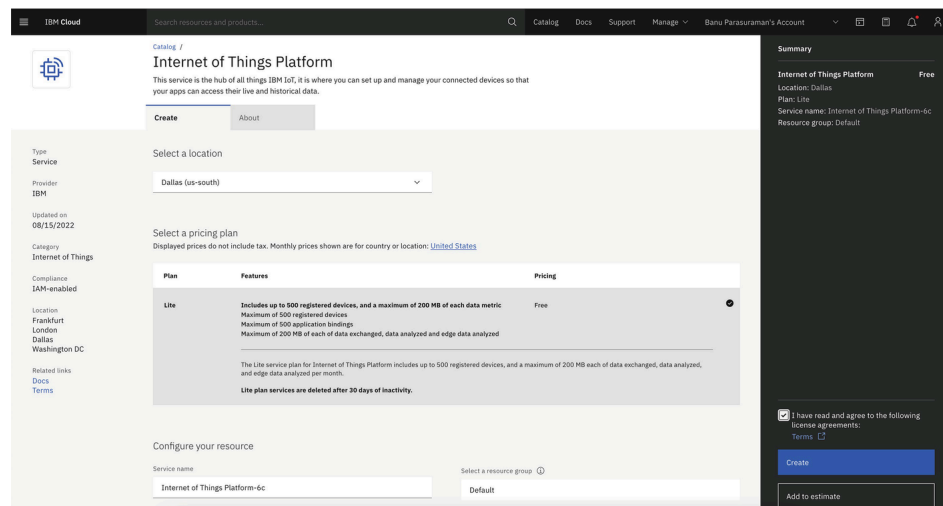 IBM Cloud
Search resources and products...
Catalog
Docs
Support
Manage
Banu Parasuraman's Account
Catalog /
Internet of Things Platform
This service is the hub of all things IBM IoT, it is where you can set up and manage your connected devices so that
your apps can access their live and historical data.
Create
About
Type
Service
Provider
IBM
Updated on
08/15/2022
Category
Internet of Things
Compliance
IAM-enabled
Location
Frankfurt
London
Dallas
Washington DC
Related links
Docs
Terms
Select a location
Dallas (us-south)
Select a pricing plan
Displayed prices do not include tax. Monthly prices shown are for country or location: United States
Plan
Features
Pricing
Lite
Includes up to 500 registered devices, and a maximum of 200 MB of each data metric
Free
Maximum of 500 registered devices
Maximum of 500 application bindings
Maximum of 200 MB of each of data exchanged, data analyzed and edge data analyzed
The Lite service plan for Internet of Things Platform includes up to 500 registered devices, and a maximum of 200 MB each of data exchanged, data analyzed,
and edge data analyzed per month.
Lite plan services are deleted after 30 days of inactivity.
Configure your resource
Service name
Internet of Things Platform-6c
Select a resource group
Default
Summary
Internet of Things Platform
Free
Location: Dallas
Plan: Lite
Service name: Internet of Things Platform-6c
Resource group: Default
I have read and agree to the following
license agreements:
Terms
Create
Add to estimate